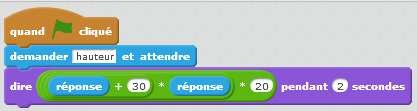 quand cliqué
demander hauteur et attendre
dire réponse + 30 * réponse * 20 pendant 2 secondes